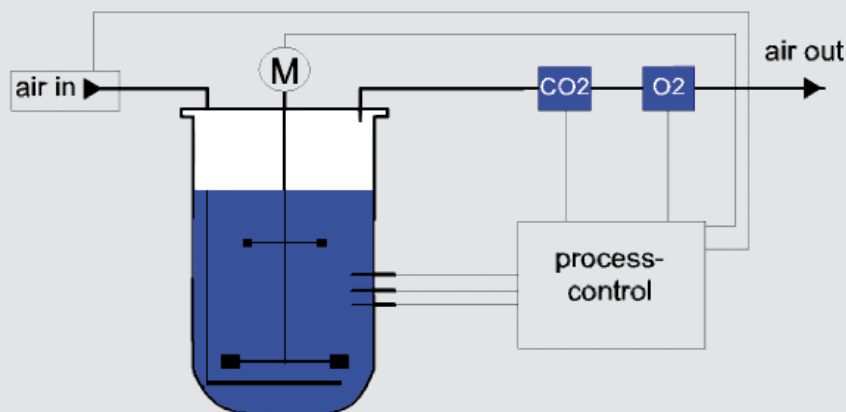 air in
M
CO2
O2
air out
process-
control